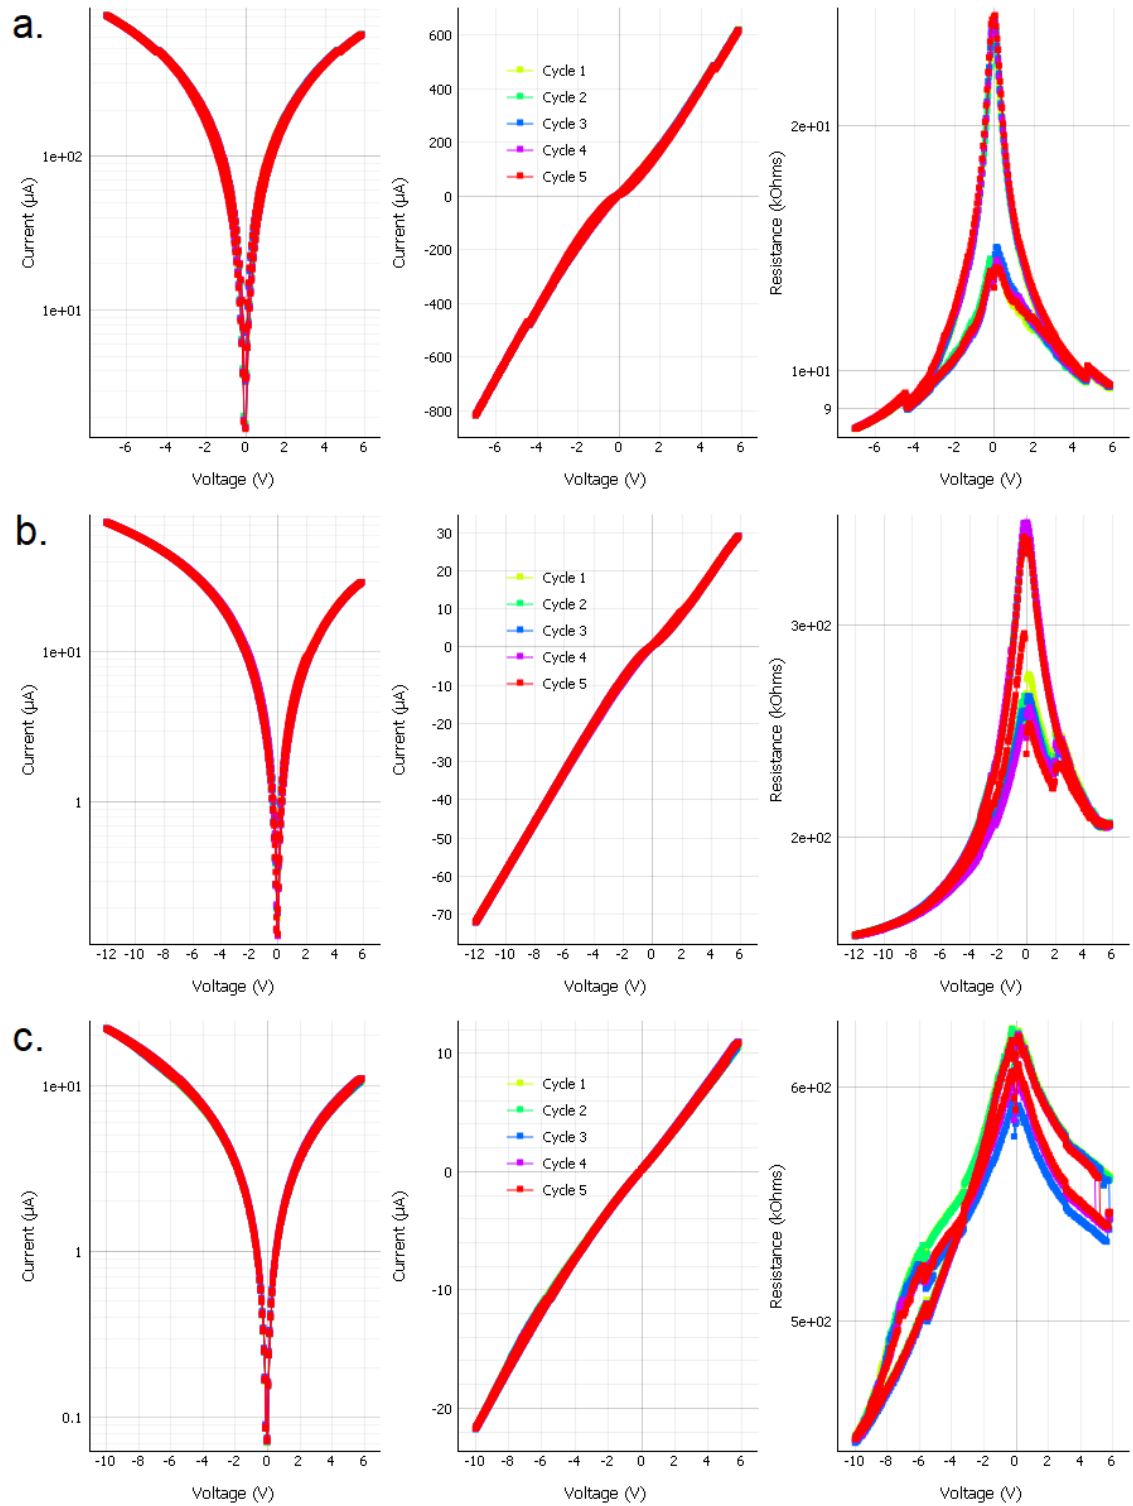 a.
1e+02
1e+01
Current (µA)
-6 -4 -2 0 2 4 6
Voltage (V)
600
400
200
0
-200
-400
-600
-800
Current (µA)
Cycle 1
Cycle 2
Cycle 3
Cycle 4
Cycle 5
-6 -4 -2 0 2 4 6
Voltage (V)
2e+01
1e+01
9
Resistance (kOhms)
-6 -4 -2 0 2 4 6
Voltage (V)
b.
1e+01
1
Current (µA)
-12 -10 -8 -6 -4 -2 0 2 4 6
Voltage (V)
30
20
10
0
-10
-20
-30
-40
-50
-60
-70
Current (µA)
Cycle 1
Cycle 2
Cycle 3
Cycle 4
Cycle 5
-12 -10 -8 -6 -4 -2 0 2 4 6
Voltage (V)
3e+02
2e+02
Resistance (kOhms)
-12 -10 -8 -6 -4 -2 0 2 4 6
Voltage (V)
c.
1e+01
1
0.1
Current (µA)
-10 -8 -6 -4 -2 0 2 4 6
Voltage (V)
10
0
-10
-20
Current (µA)
Cycle 1
Cycle 2
Cycle 3
Cycle 4
Cycle 5
-10 -8 -6 -4 -2 0 2 4 6
Voltage (V)
6e+02
5e+02
Resistance (kOhms)
-10 -8 -6 -4 -2 0 2 4 6
Voltage (V)